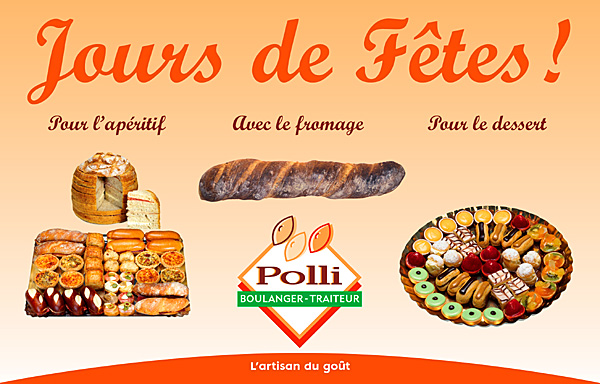 Jours de Fêtes !
Pour l'apéritif
Avec le fromage
Pour le dessert
Polli
BOULANGER-TRAITEUR
L'artisan du goût